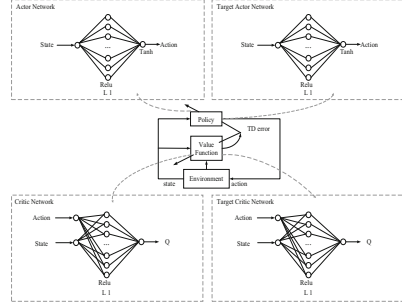 Actor Network
State
...
Action
Tanh
Relu
L 1
Target Actor Network
State
...
Action
Tanh
Relu
L 1
Policy
TD error
Value
Function
Environment
state
action
Critic Network
Action
State
...
Q
Relu
L 1
Target Critic Network
Action
State
...
Q
Relu
L 1